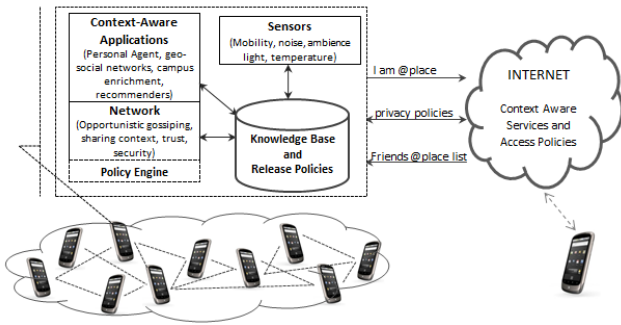 Context-Aware
Applications
(Personal Agent, geo-
social networks, campus
enrichment,
recommenders)
Network
(Opportunistic gossiping,
sharing context, trust,
security)
Policy Engine
Sensors
(Mobility, noise, ambience
light, temperature)
Knowledge Base
and
Release Policies
I am @place
privacy policies
Friends @place list
INTERNET
Context Aware
Services and
Access Policies